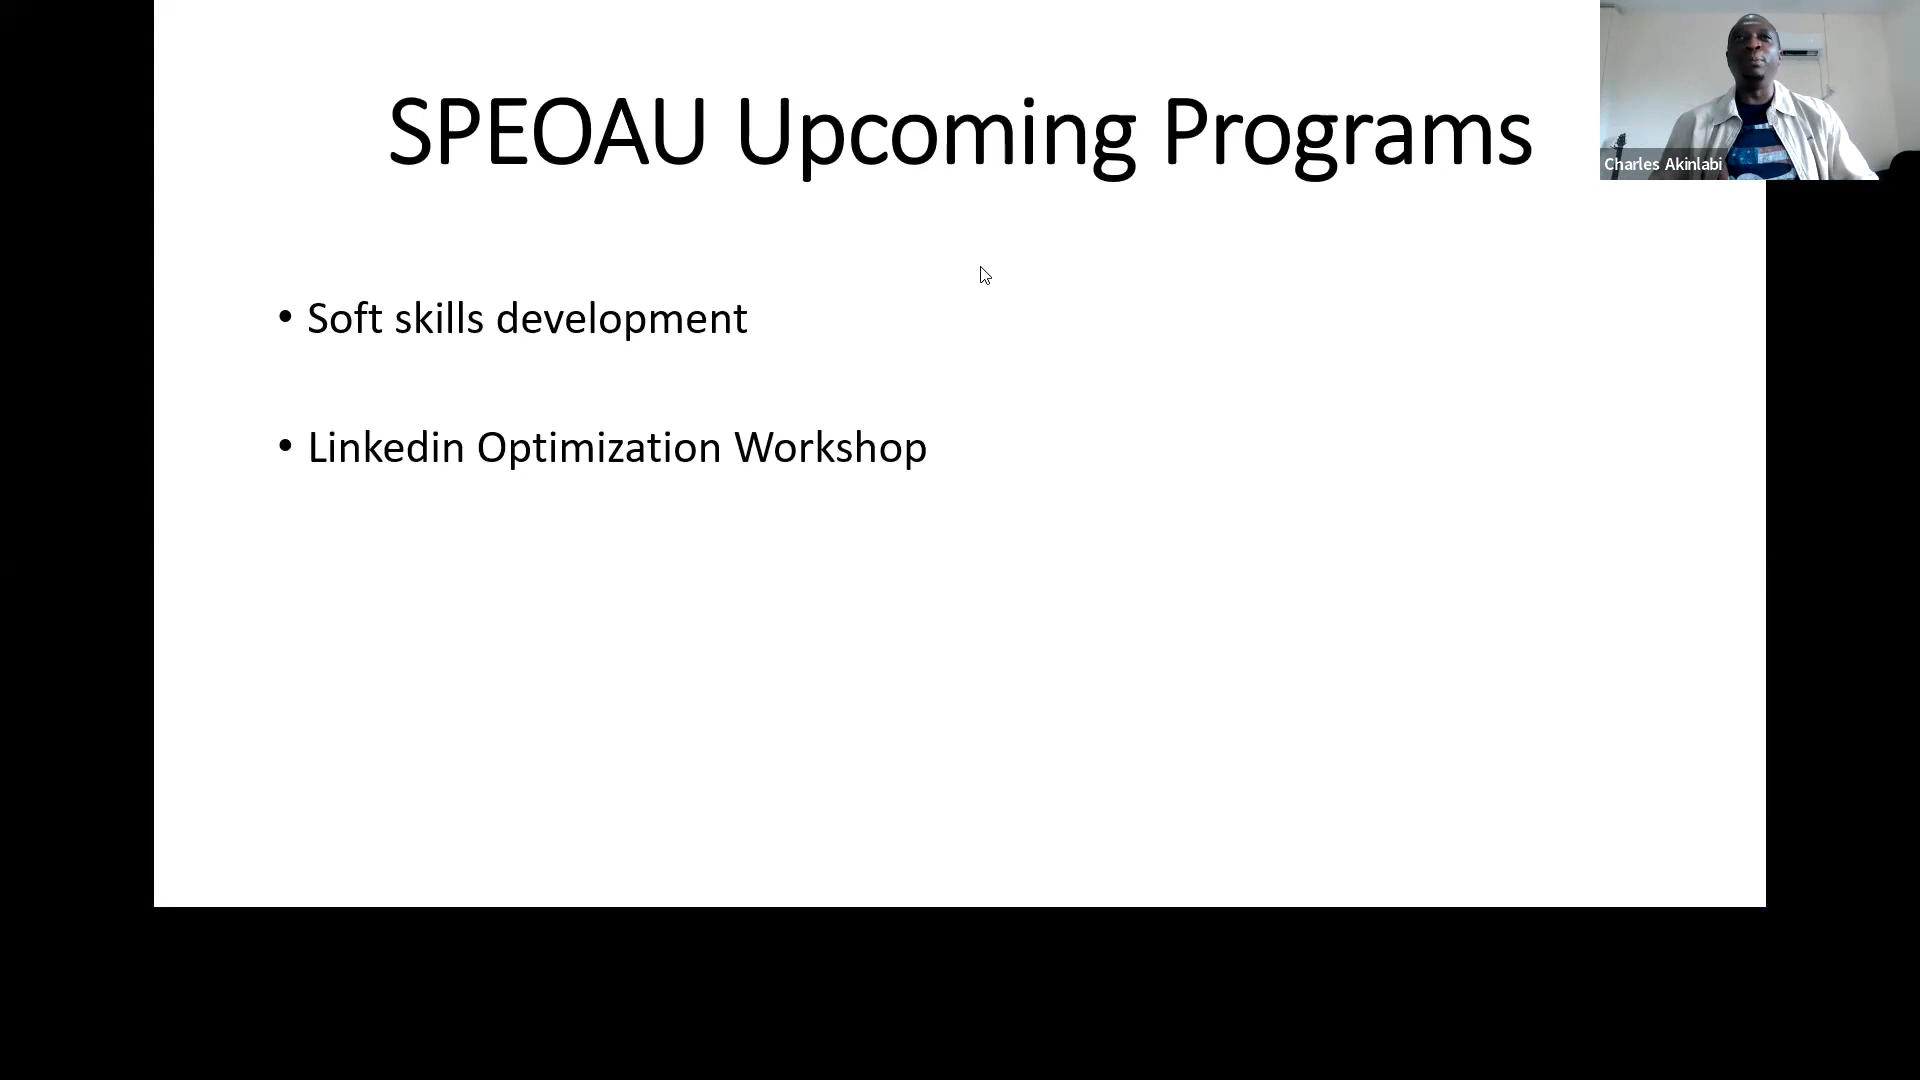 SPEOAU Upcoming Programs
Charles Akinlabi
• Soft skills development
• Linkedin Optimization Workshop